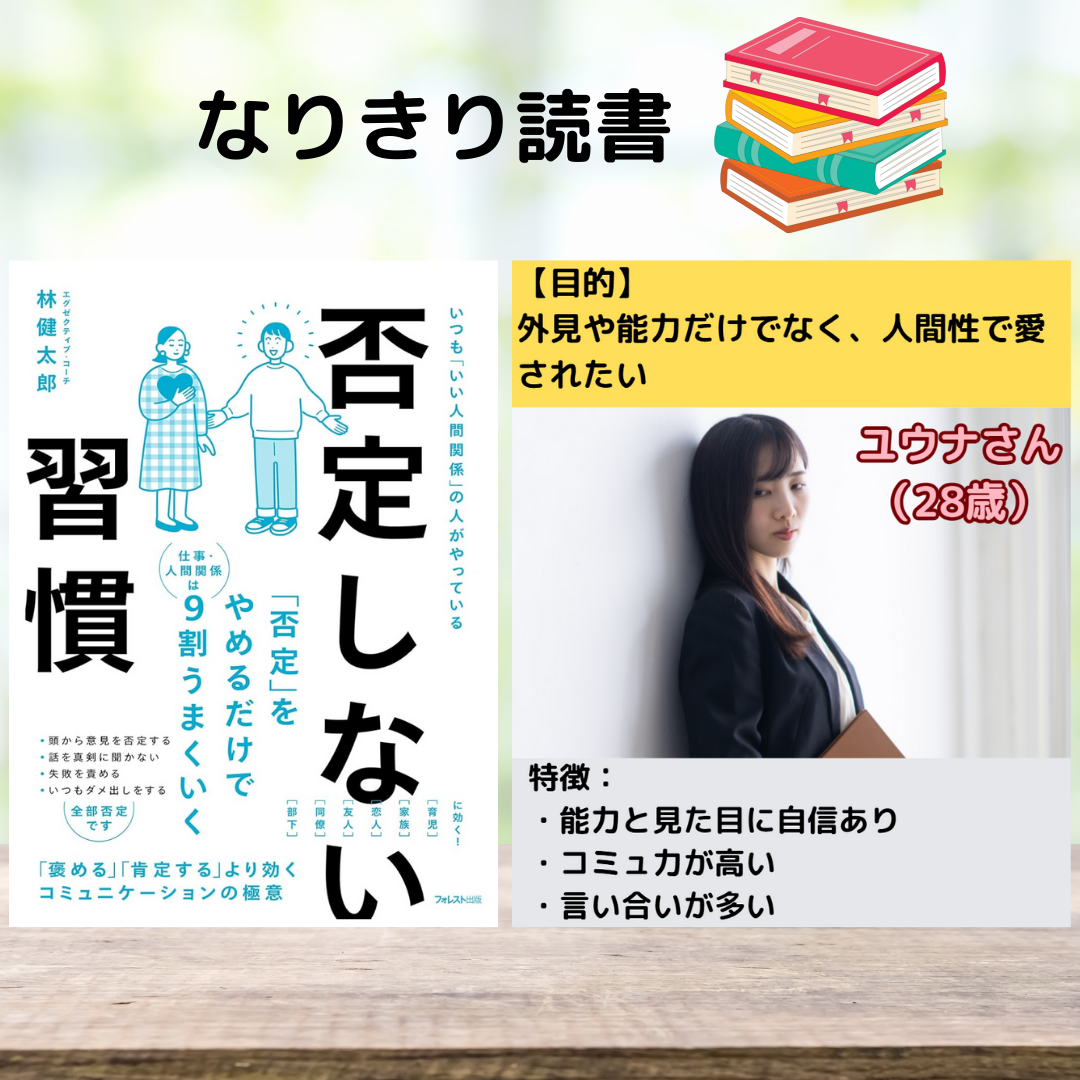 なりきり読書
いつも「いい人間関係」の人がやっている
否定しない
習慣
エグゼクティブ・コーチ
林健太郎
仕事・
人間関係
は
「否定」を
やめるだけで
9割うまくいく
・頭から意見を否定する
・話を真剣に聞かない
・失敗を責める
・いつもダメ出しをする
全部否定
です
[部下]
[同僚]
[友人]
[恋人]
[家族]
[育児]
に効く!
「褒める」「肯定する」より効く
コミュニケーションの極意
フォレスト出版
【目的】
外見や能力だけでなく、人間性で愛
されたい
ユウナさん
(28歳)
特徴:
・能力と見た目に自信あり
・コミュ力が高い
・言い合いが多い